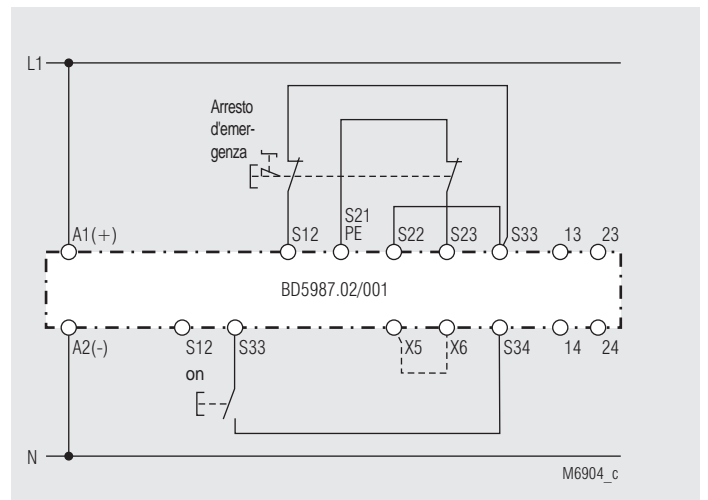 L1
Arresto
d'emer-
genza
A1(+)
S12
S21
PE
S22
S23
S33
13
23
BD5987.02/001
A2(-)
S12
S33
X5
X6
S34
14
24
on
N
M6904_c